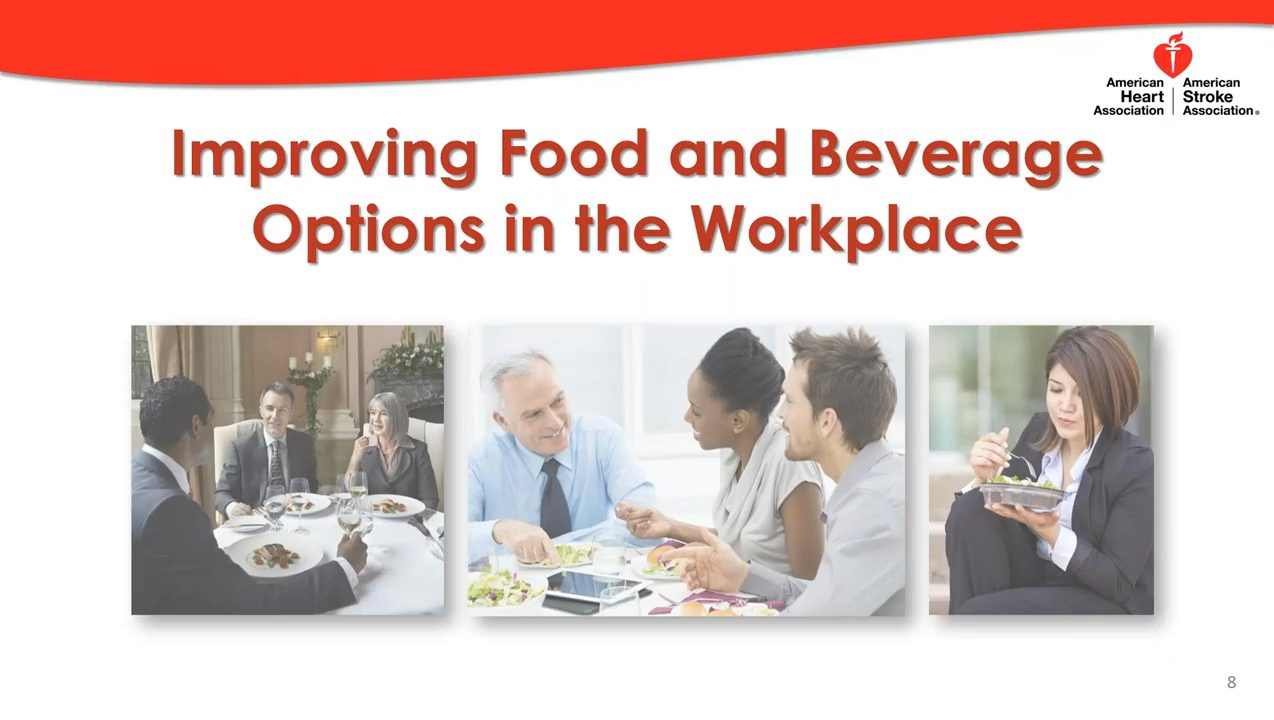 American
Heart
Association
American
Stroke
Association®
Improving Food and Beverage
Options in the Workplace
8